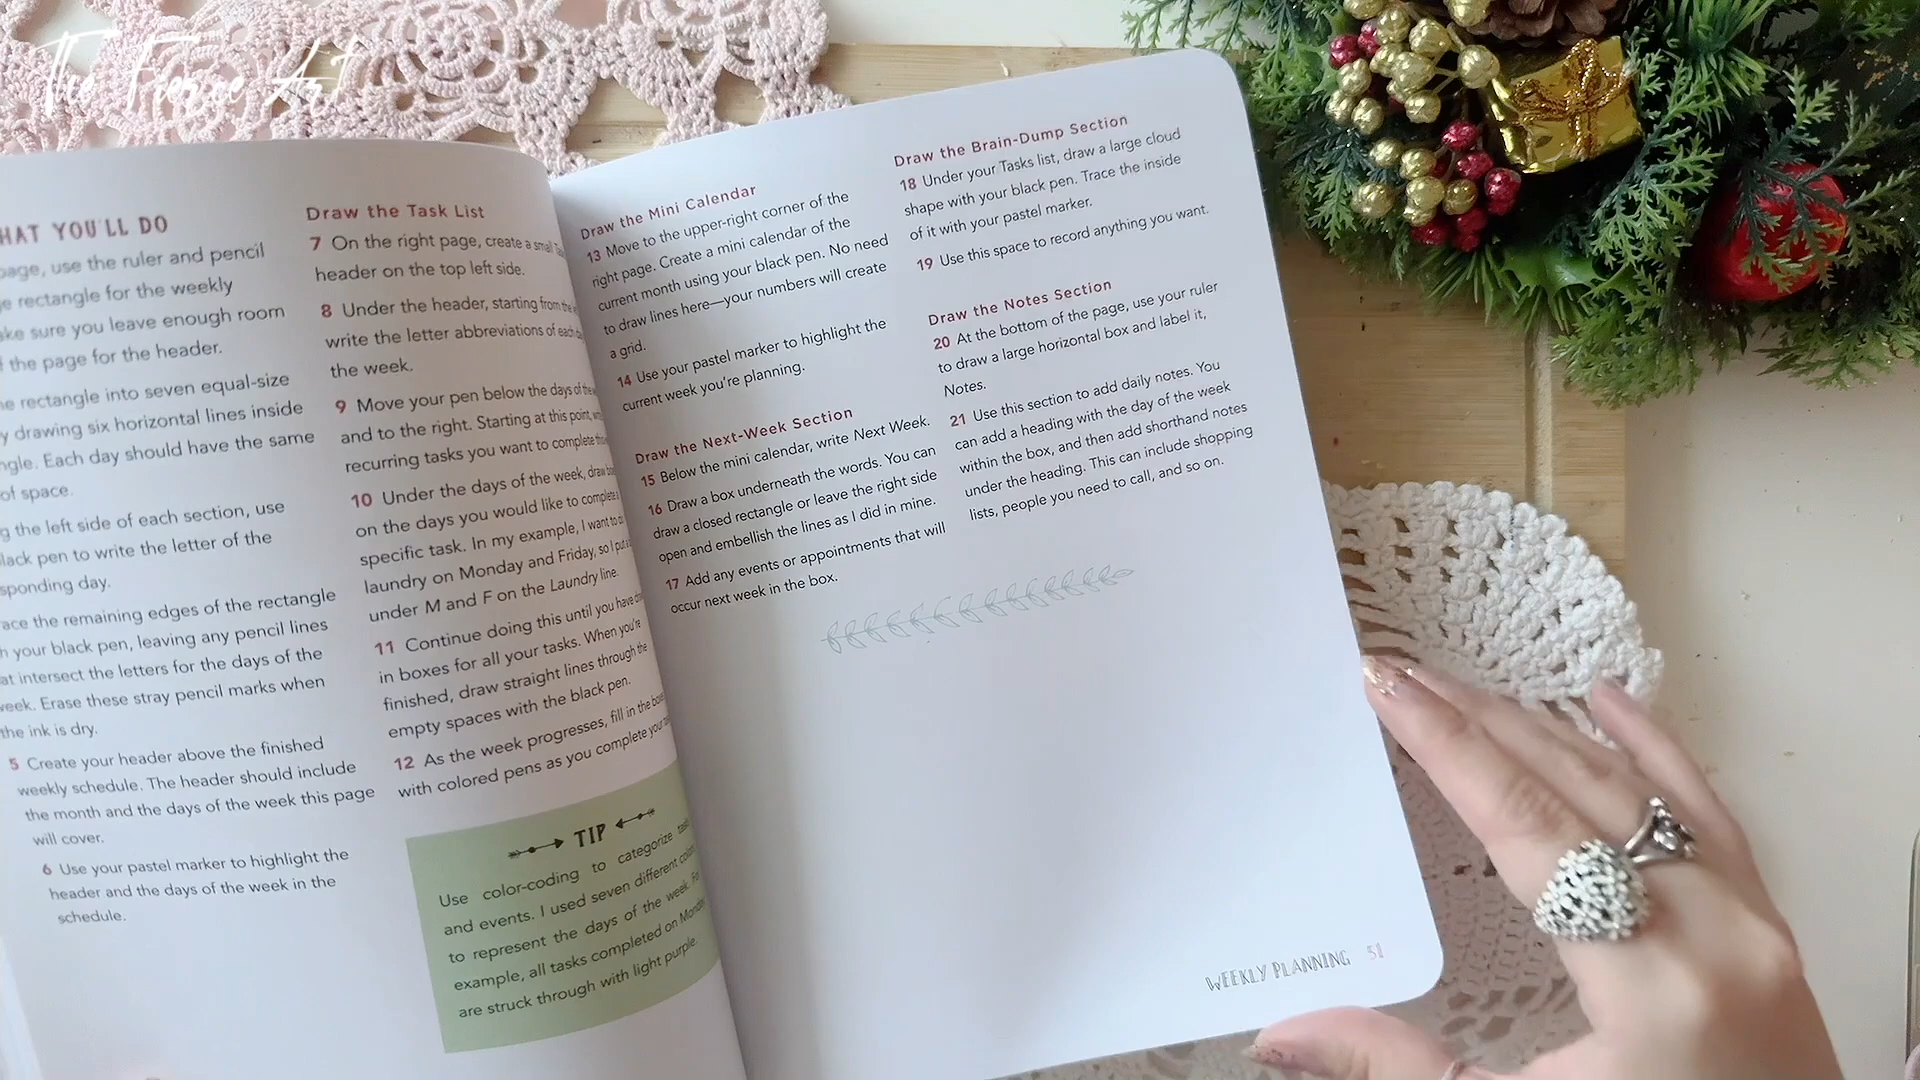 The Fierce Art
HAT YOU'LL DO
page, use the ruler and pencil
rectangle for the weekly
ake sure you leave enough room
the page for the header.
e rectangle into seven equal-size
y drawing six horizontal lines inside
ngle. Each day should have the same
of space.
g the left side of each section, use
lack pen to write the letter of the
sponding day.
ace the remaining edges of the rectangle
h your black pen, leaving any pencil lines
at intersect the letters for the days of the
week. Erase these stray pencil marks when
the ink is dry.
5 Create your header above the finished
weekly schedule. The header should include
the month and the days of the week this page
will cover.
6 Use your pastel marker to highlight the
header and the days of the week in the
schedule.
Draw the Task List
7 On the right page, create a small
header on the top left side.
8 Under the header, starting from the
write the letter abbreviations of each
the week.
9 Move your pen below the days of the
and to the right. Starting at this point,
recurring tasks you want to complete
10 Under the days of the week, draw
on the days you would like to complete
specific task. In my example, I want to
laundry on Monday and Friday, so I put
under M and F on the Laundry line.
11 Continue doing this until you have
in boxes for all your tasks. When you're
finished, draw straight lines through the
empty spaces with the black pen.
12 As the week progresses, fill in the boxes
with colored pens as you complete your
TIP
Use color-coding to categorize
and events. I used seven different
to represent the days of the week.
example, all tasks completed on
are struck through with light purple.
Draw the Mini Calendar
13 Move to the upper-right corner of the
right page. Create a mini calendar of the
current month using your black pen. No need
to draw lines here—your numbers will create
a grid.
14 Use your pastel marker to highlight the
current week you're planning.
Draw the Next-Week Section
15 Below the mini calendar, write Next Week.
16 Draw a box underneath the words. You can
draw a closed rectangle or leave the right side
open and embellish the lines as I did in mine.
17 Add any events or appointments that will
occur next week in the box.
Draw the Brain-Dump Section
18 Under your Tasks list, draw a large cloud
shape with your black pen. Trace the inside
of it with your pastel marker.
19 Use this space to record anything you want.
Draw the Notes Section
20 At the bottom of the page, use your ruler
to draw a large horizontal box and label it,
Notes.
21 Use this section to add daily notes. You
can add a heading with the day of the week
within the box, and then add shorthand notes
under the heading. This can include shopping
lists, people you need to call, and so on.
WEEKLY PLANNING 51